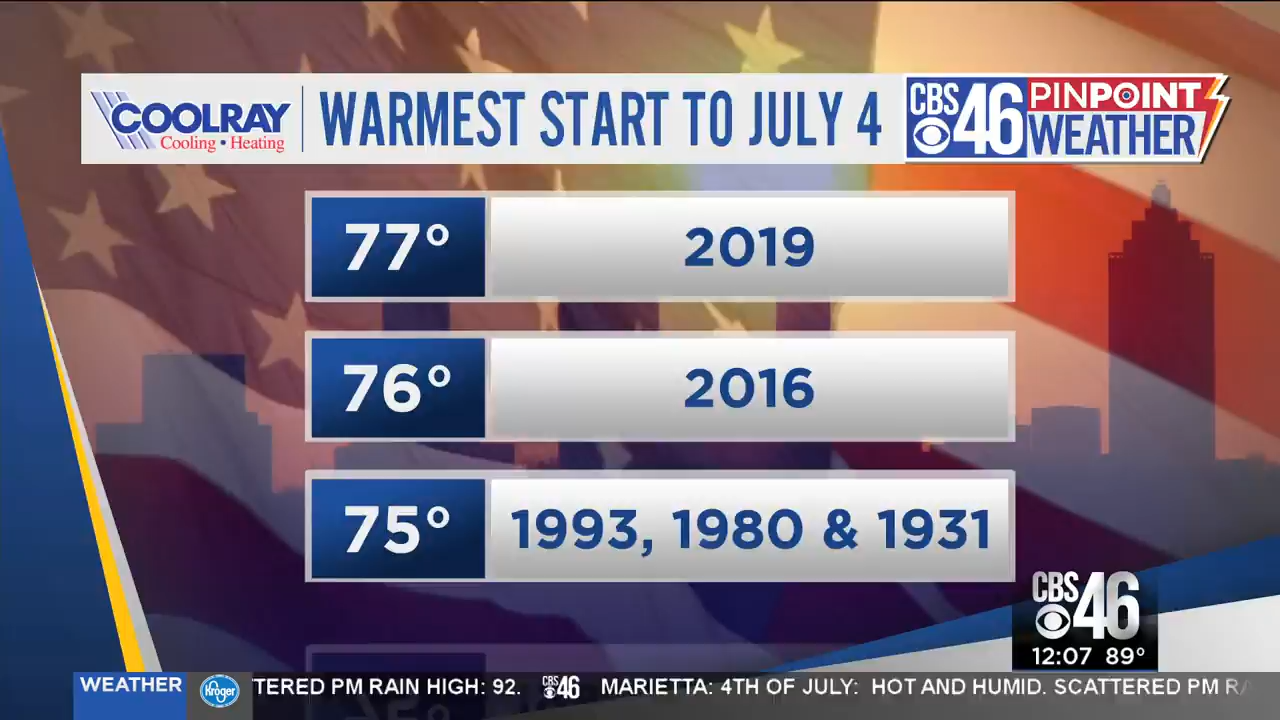 COOLRAY
Cooling • Heating
WARMEST START TO JULY 4
CBS 46
PINPOINT
WEATHER
77° 2019
76° 2016
75° 1993, 1980 & 1931
CBS 46
12:07 89°
WEATHER Kroger TERED PM RAIN HIGH: 92. CBS 46 MARIETTA: 4TH OF JULY: HOT AND HUMID. SCATTERED PM RA